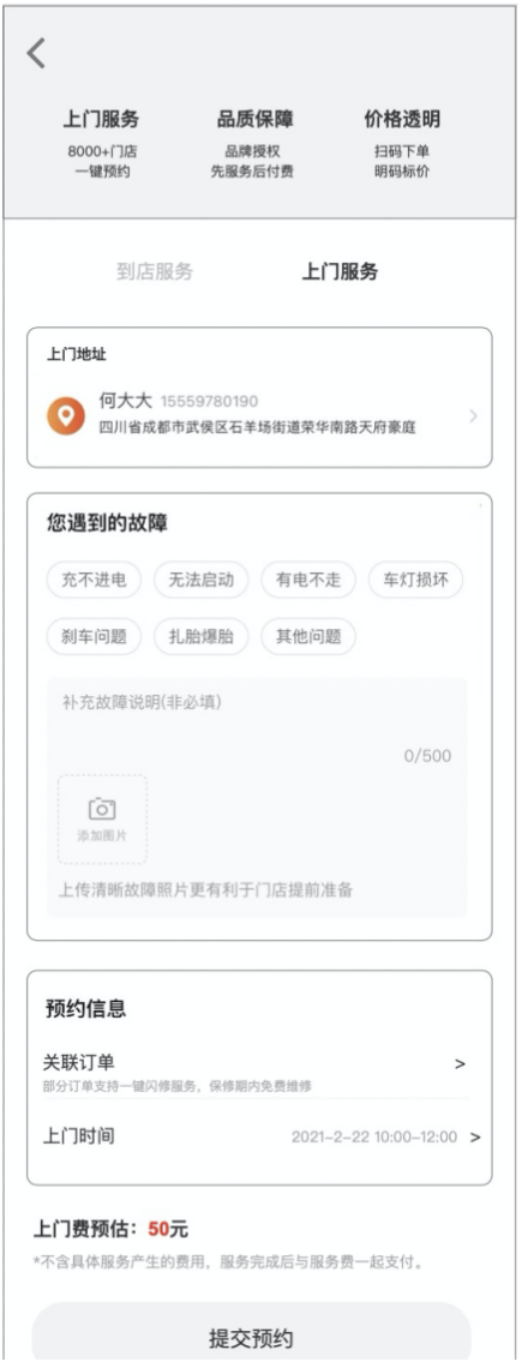 上门服务 品质保障 价格透明
8000+门店 品牌授权 扫码下单
一键预约 先服务后付费 明码标价
到店服务 上门服务
上门地址
何大大 15559780190
四川省成都市武侯区石羊场街道荣华南路天府豪庭
您遇到的故障
充不进电 无法启动 有电不走 车灯损坏
刹车问题 扎胎爆胎 其他问题
补充故障说明(非必填)
0/500
添加图片
上传清晰故障照片更有利于门店提前准备
预约信息
关联订单 >
部分订单支持一键闪修服务，保修期内免费维修
上门时间 2021-2-22 10:00-12:00 >
上门费预估：50元
*不含具体服务产生的费用，服务完成后与服务费一起支付。
提交预约